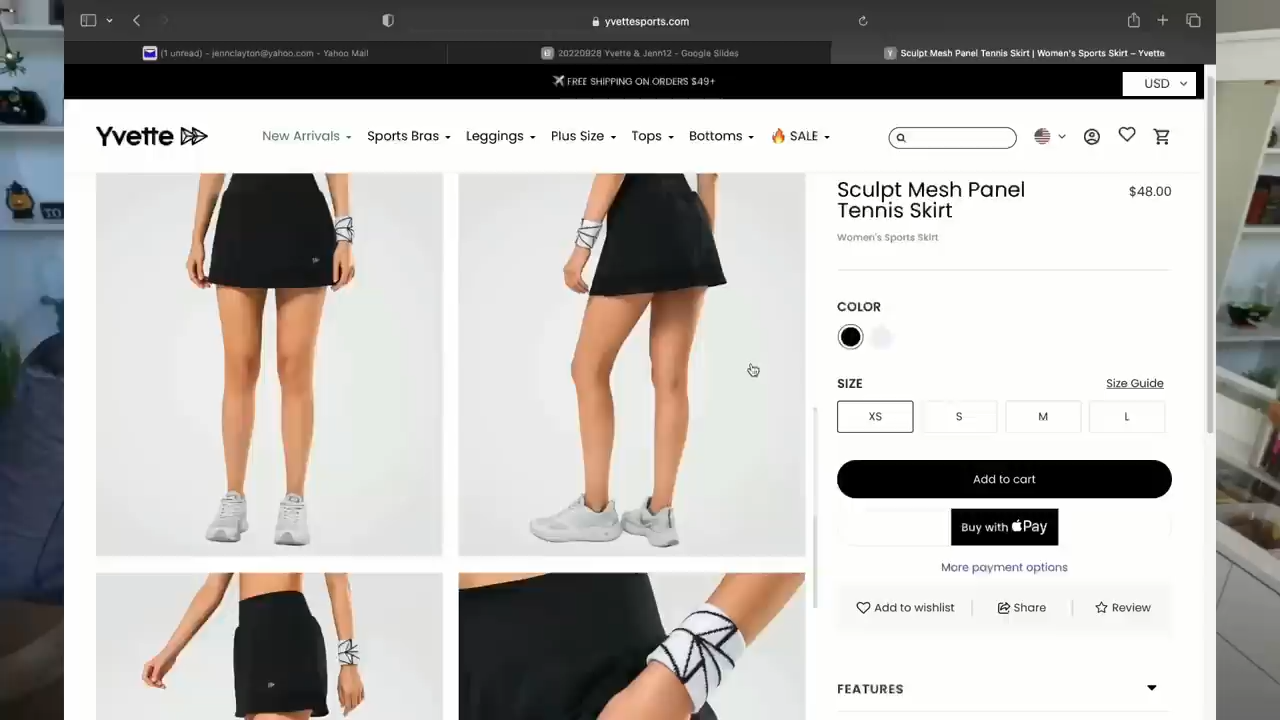 yvettesports.com
(1 unread) - jennclayton@yahoo.com - Yahoo Mail
20220928 Yvette & Jenn12 - Google Slides
Y Sculpt Mesh Panel Tennis Skirt | Women's Sports Skirt – Yvette
FREE SHIPPING ON ORDERS $49+
USD
Yvette
New Arrivals
Sports Bras
Leggings
Plus Size
Tops
Bottoms
SALE
Sculpt Mesh Panel
Tennis Skirt
$48.00
Women's Sports Skirt
COLOR
SIZE
Size Guide
XS
S
M
L
Add to cart
Buy with Pay
More payment options
Add to wishlist
Share
Review
FEATURES
TO